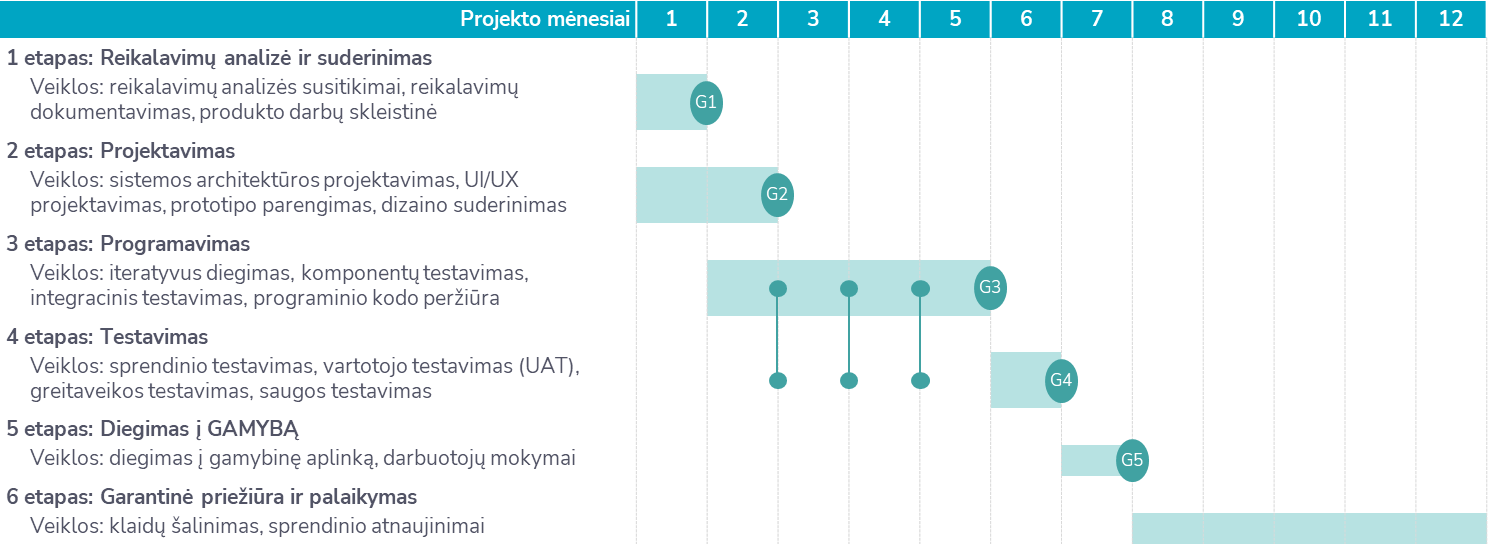 Projekto mėnesiai 1 2 3 4 5 6 7 8 9 10 11 12
1 etapas: Reikalavimų analizė ir suderinimas
Veiklos: reikalavimų analizės susitikimai, reikalavimų
dokumentavimas, produkto darbų skleistinė
G1
2 etapas: Projektavimas
Veiklos: sistemos architektūros projektavimas, UI/UX
projektavimas, prototipo parengimas, dizaino suderinimas
G2
3 etapas: Programavimas
Veiklos: iteratyvus diegimas, komponentų testavimas,
integracinis testavimas, programinio kodo peržiūra
G3
4 etapas: Testavimas
Veiklos: sprendinio testavimas, vartotojo testavimas (UAT),
greitaveikos testavimas, saugos testavimas
G4
5 etapas: Diegimas į GAMYBĄ
Veiklos: diegimas į gamybinę aplinką, darbuotojų mokymai
G5
6 etapas: Garantinė priežiūra ir palaikymas
Veiklos: klaidų šalinimas, sprendinio atnaujinimai